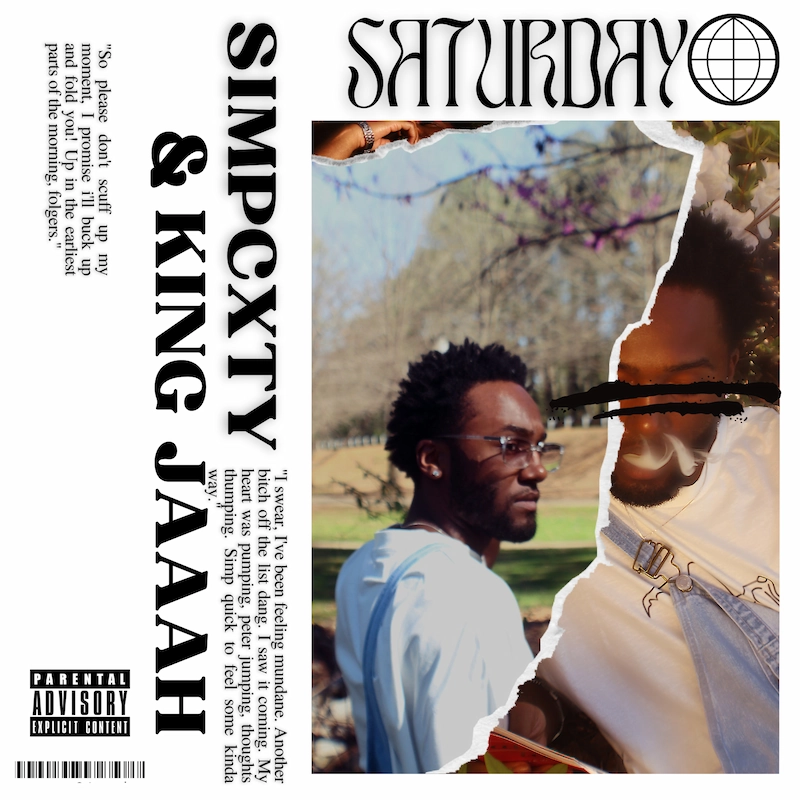 SATURDAY
SIMPCXTY
& KING JAAAH
"So please don't scuff up my
moment, I promise i'll buck up
and fold you! Up in the earliest
parts of the morning, folgers."
"I swear, I've been feeling mundane. Another
bitch off the list dang. I saw it coming. My
heart was pumping, peter jumping, thoughts
thumping. Simp quick to feel some kinda
way."
PARENTAL
ADVISORY
EXPLICIT CONTENT